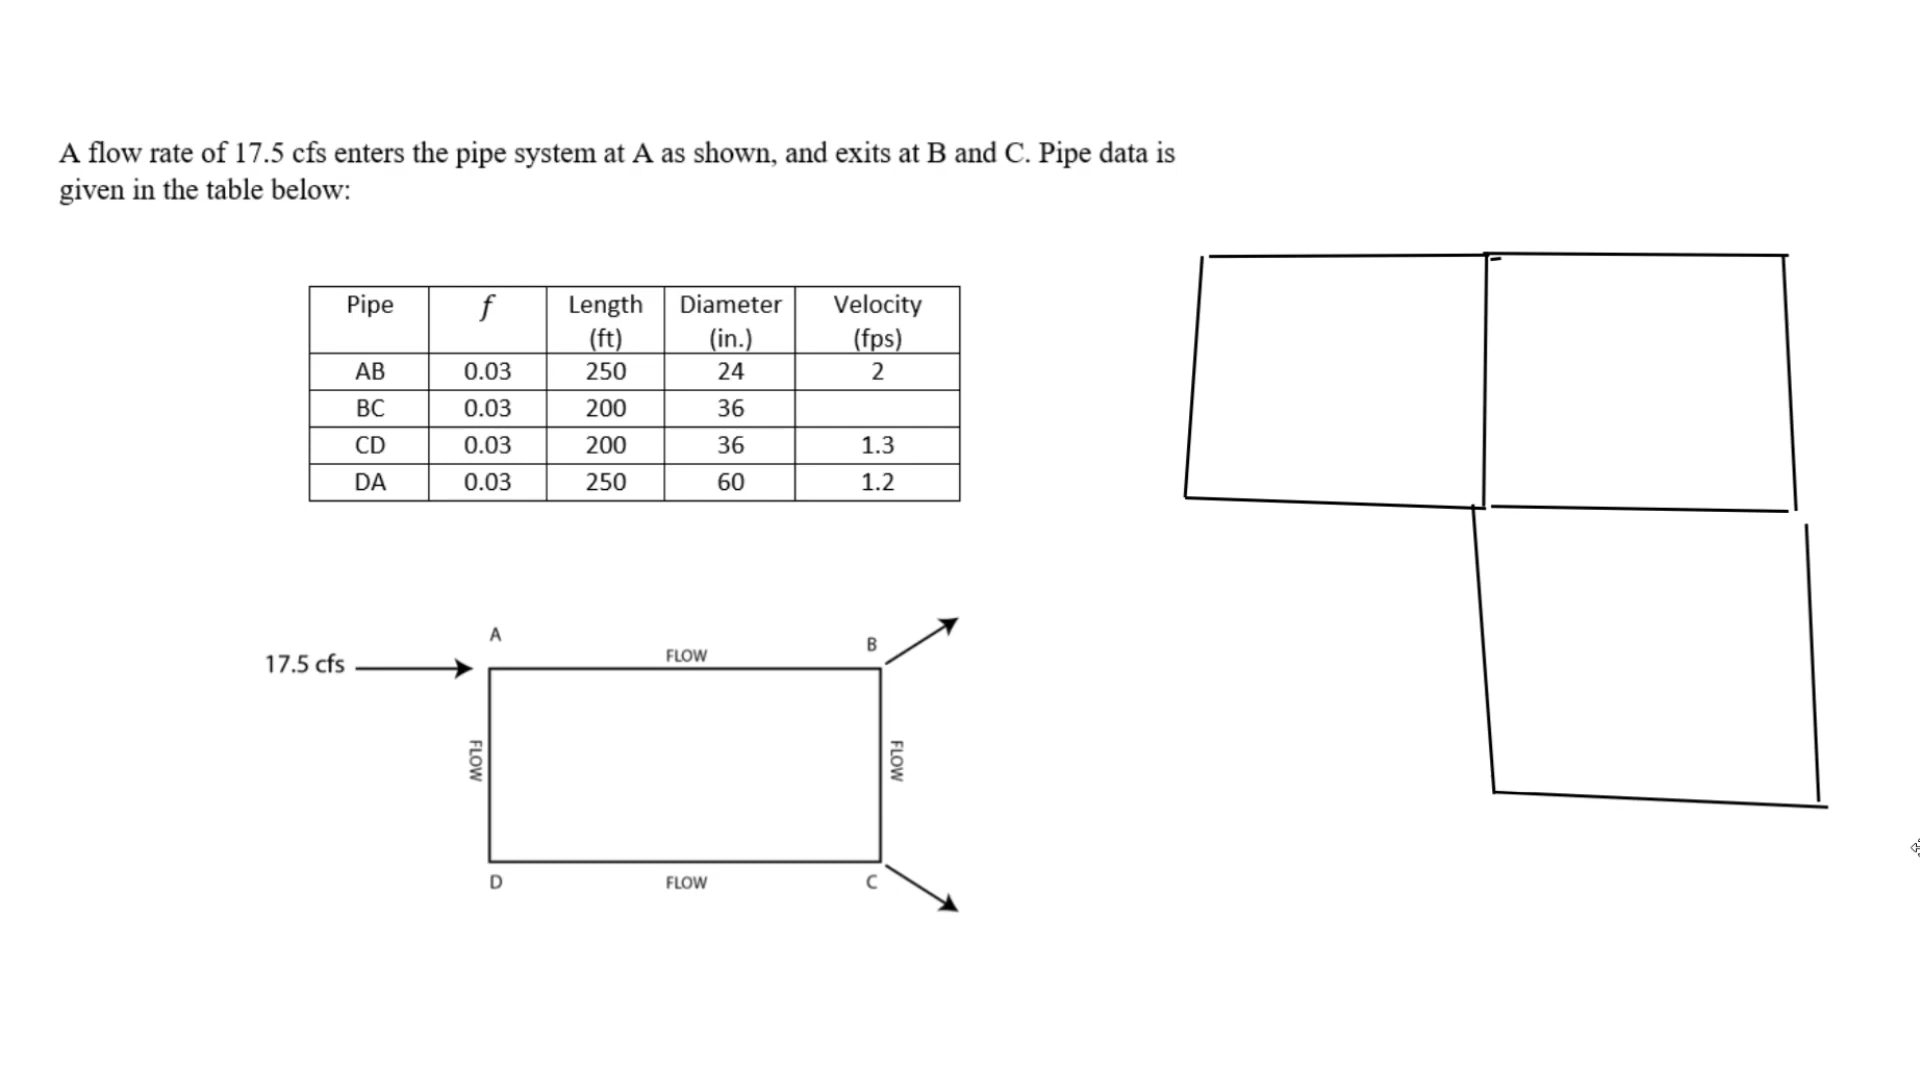 A flow rate of 17.5 cfs enters the pipe system at A as shown, and exits at B and C. Pipe data is
given in the table below:
Pipe f Length (ft) Diameter (in.) Velocity (fps)
AB 0.03 250 24 2
BC 0.03 200 36
CD 0.03 200 36 1.3
DA 0.03 250 60 1.2
A
B
17.5 cfs
FLOW
FLOW
FLOW
D
FLOW
C